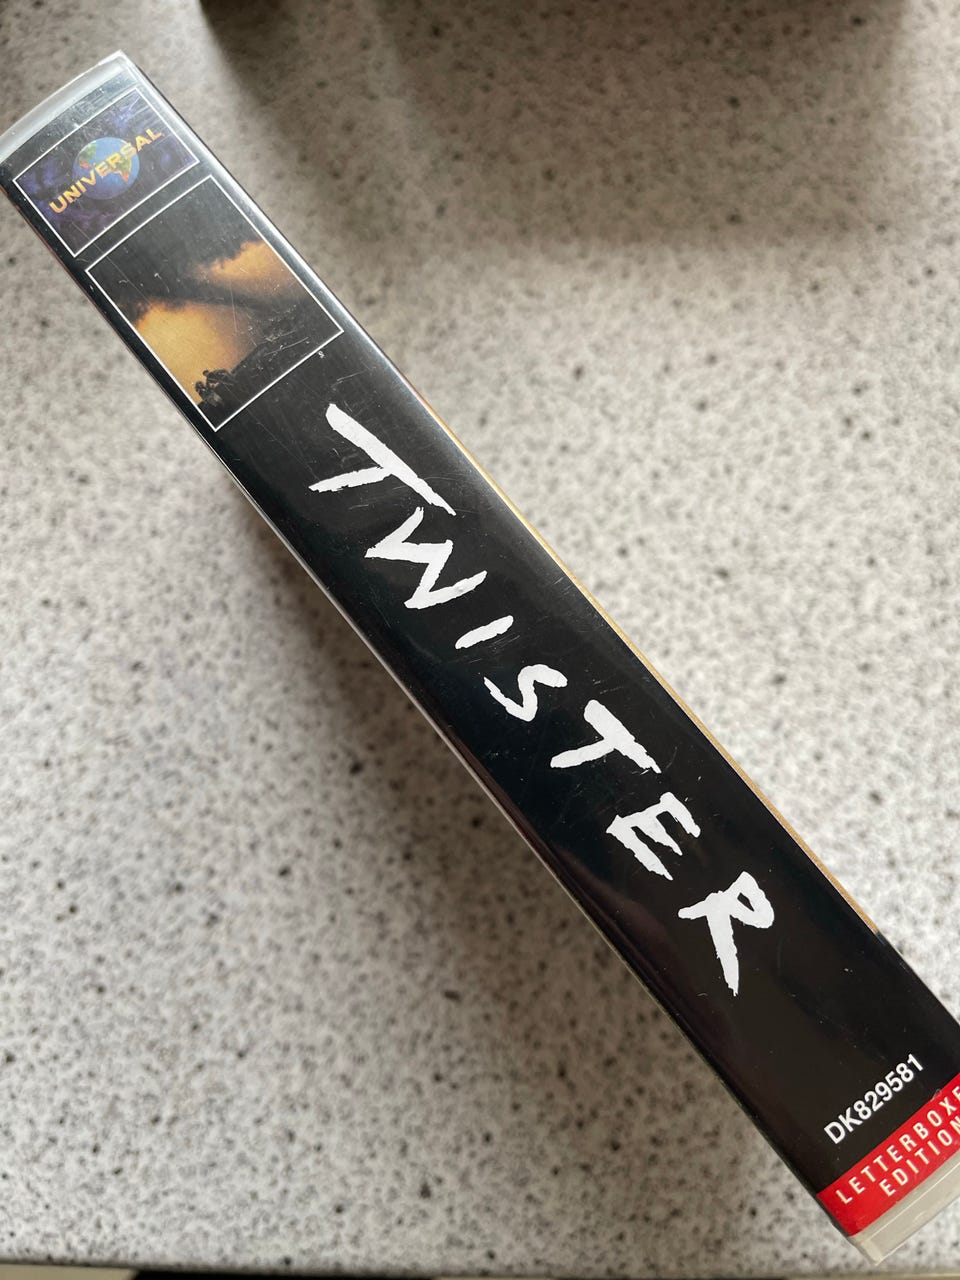 UNIVERSAL
TWISTER
DK829581
LETTERBOXE
EDITION